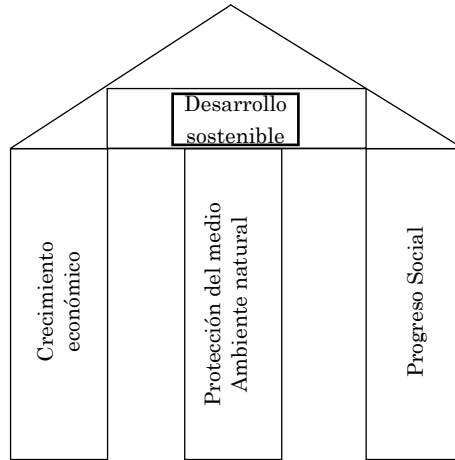 Desarrollo
sostenible
Crecimiento
económico
Protección del medio
Ambiente natural
Progreso Social